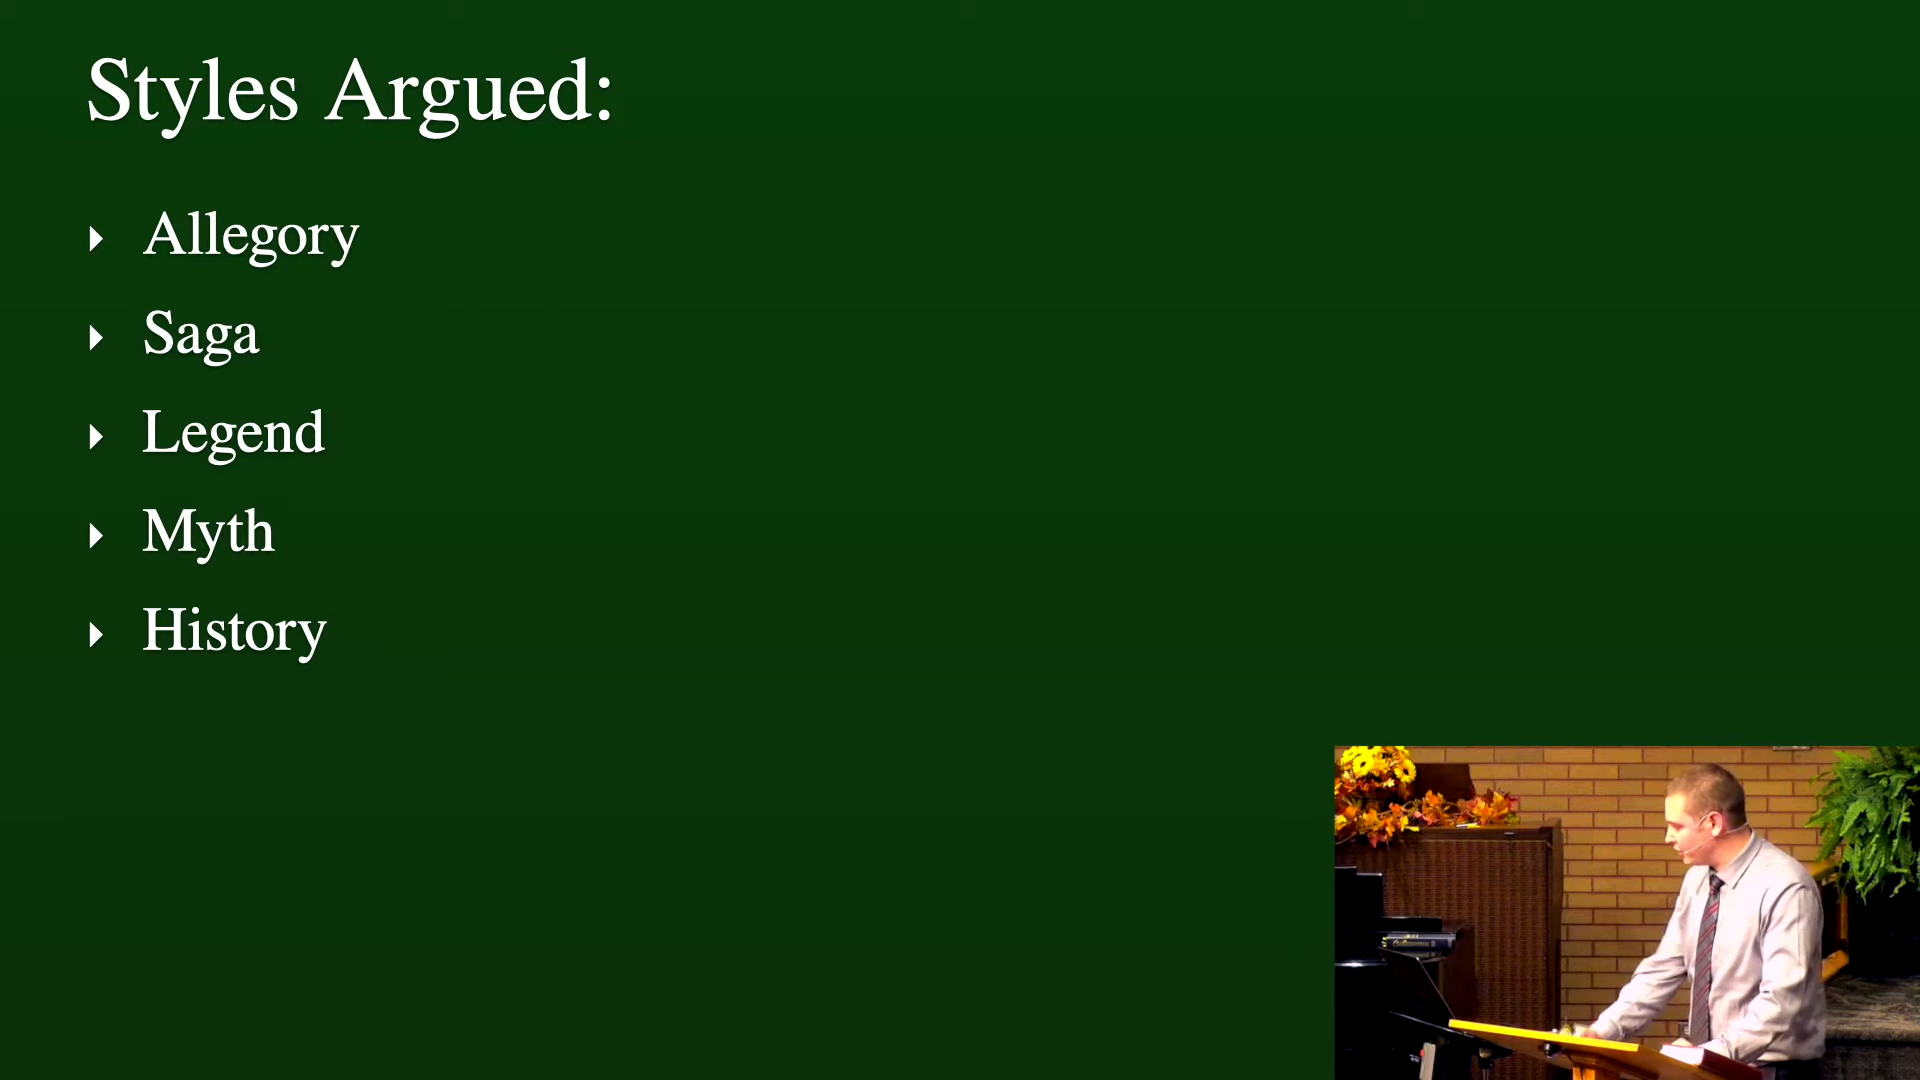 Styles Argued:
Allegory
Saga
Legend
Myth
History